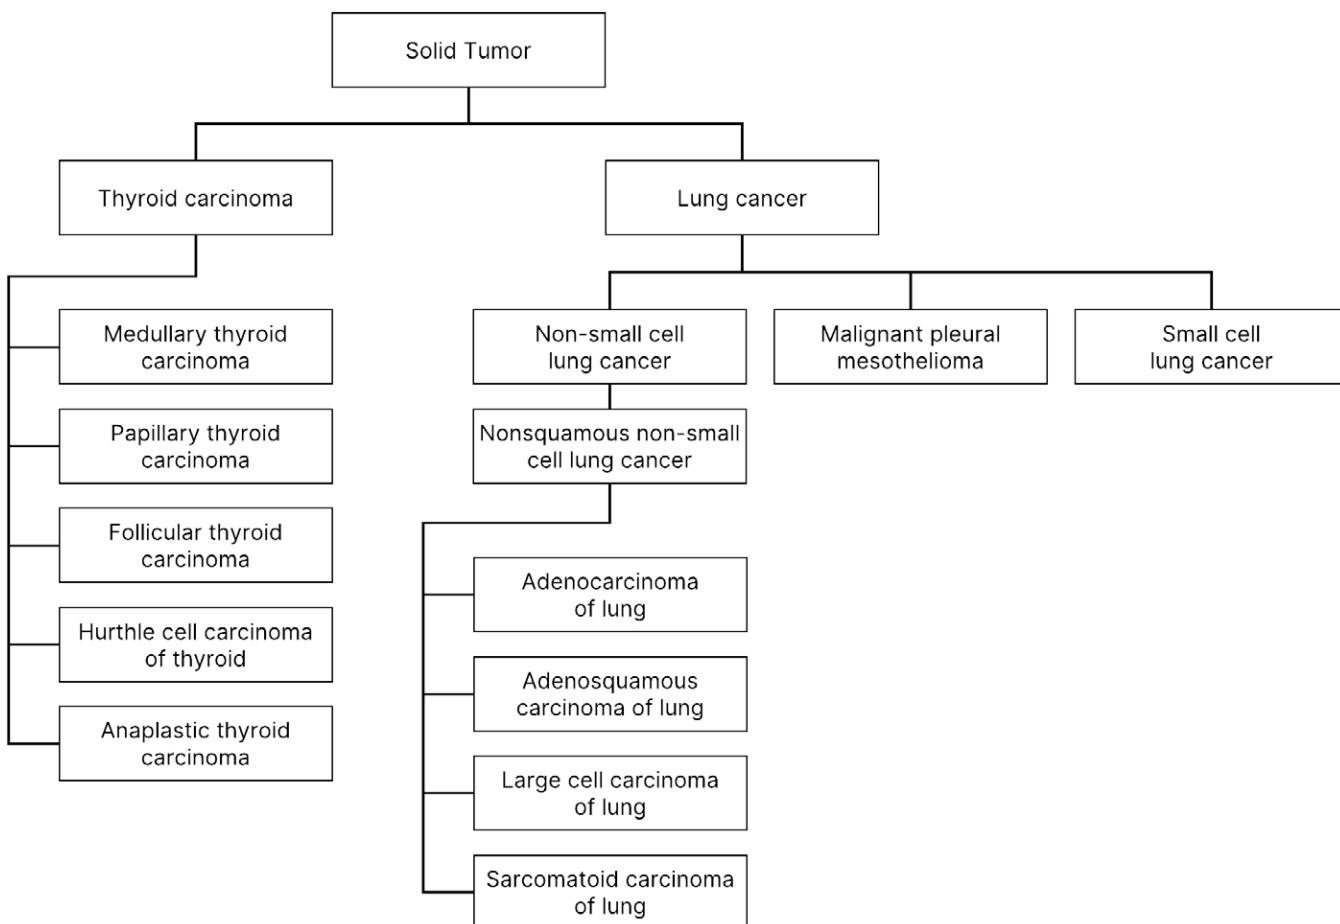 Solid Tumor
Thyroid carcinoma
Lung cancer
Medullary thyroid
carcinoma
Papillary thyroid
carcinoma
Follicular thyroid
carcinoma
Hurthle cell carcinoma
of thyroid
Anaplastic thyroid
carcinoma
Non-small cell
lung cancer
Malignant pleural
mesothelioma
Small cell
lung cancer
Nonsquamous non-small
cell lung cancer
Adenocarcinoma
of lung
Adenosquamous
carcinoma of lung
Large cell carcinoma
of lung
Sarcomatoid carcinoma
of lung